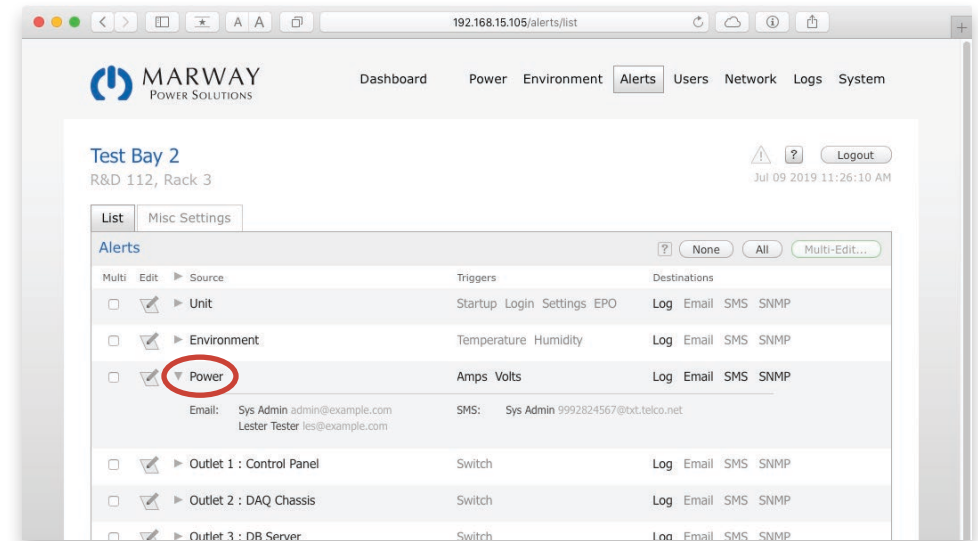 192.168.15.105/alerts/list
MARWAY
POWER SOLUTIONS
Dashboard Power Environment Alerts Users Network Logs System
Test Bay 2
? Logout
R&D 112, Rack 3
Jul 09 2019 11:26:10 AM
List Misc Settings
Alerts ? None All Multi-Edit...
Multi Edit Source Triggers Destinations
Unit Startup Login Settings EPO Log Email SMS SNMP
Environment Temperature Humidity Log Email SMS SNMP
Power Amps Volts Log Email SMS SNMP
Email: Sys Admin admin@example.com SMS: Sys Admin 9992824567@txt.telco.net
Lester Tester les@example.com
Outlet 1 : Control Panel Switch Log Email SMS SNMP
Outlet 2 : DAQ Chassis Switch Log Email SMS SNMP
Outlet 3 : DB Server Switch Log Email SMS SNMP